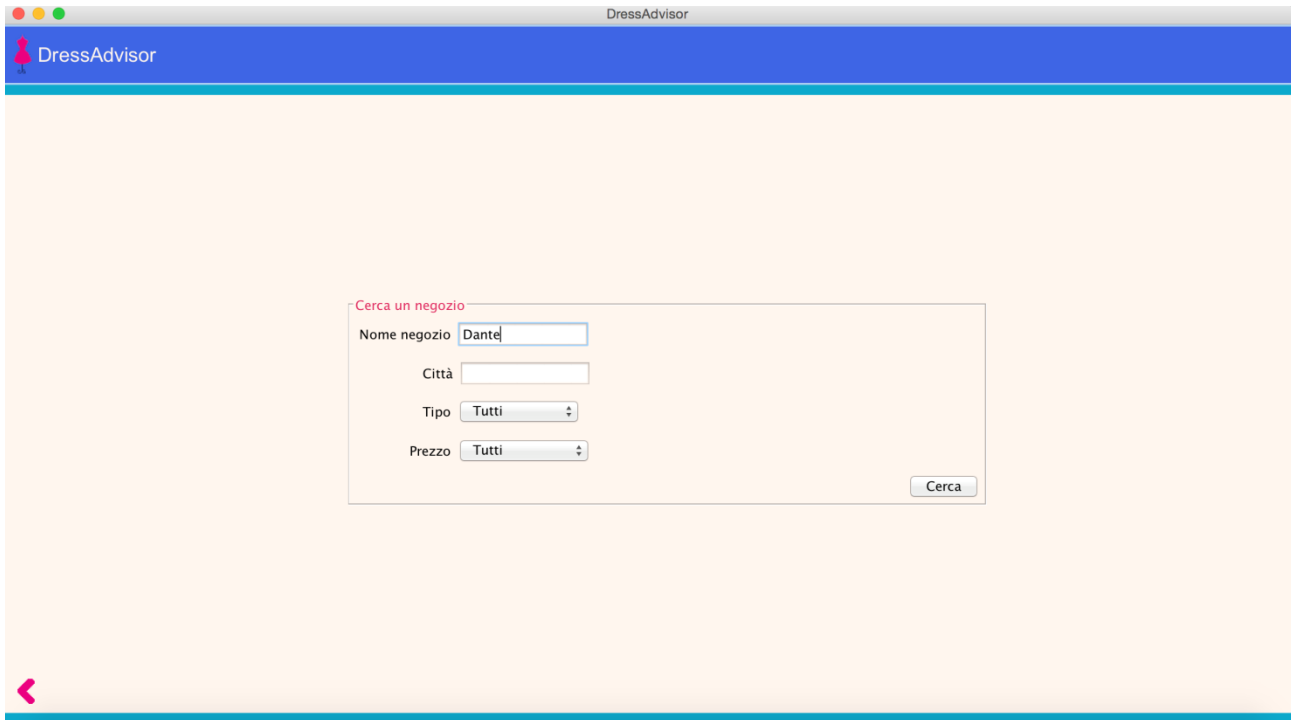 DressAdvisor
DressAdvisor
Cerca un negozio
Nome negozio Dante
Città
Tipo Tutti
Prezzo Tutti
Cerca